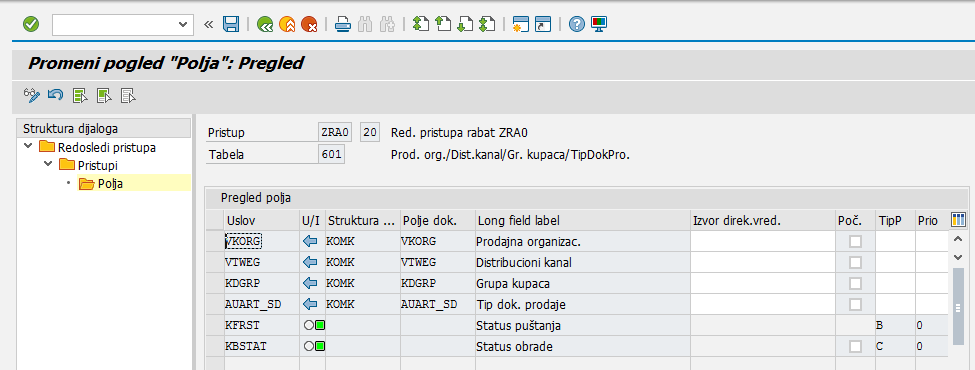 Promeni pogled "Polja": Pregled
Struktura dijaloga
Redosledi pristupa
Pristupi
Polja
Pristup ZRA0 20 Red. pristupa rabat ZRA0
Tabela 601 Prod. org./Dist.kanal/Gr. kupaca/TipDokPro.
Pregled polja
Uslov U/I Struktura ... Polje dok. Long field label Izvor direk.vred. Poč. TipP Prio
VKORG KOMK VKORG Prodajna organizac.
VTWEG KOMK VTWEG Distribucioni kanal
KDGRP KOMK KDGRP Grupa kupaca
AUART_SD KOMK AUART_SD Tip dok. prodaje
KFRST Status puštanja B 0
KBSTAT Status obrade C 0